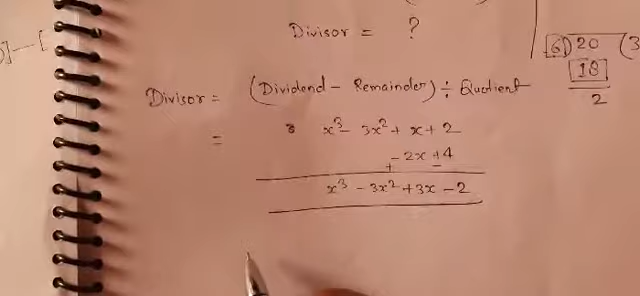 Divisor = ?
6) 20 (3
18
2
Divisor = (Dividend - Remainder) ÷ Quotient
= x³ - 3x² + x + 2
- 2x + 4
+ -
x³ - 3x² + 3x - 2